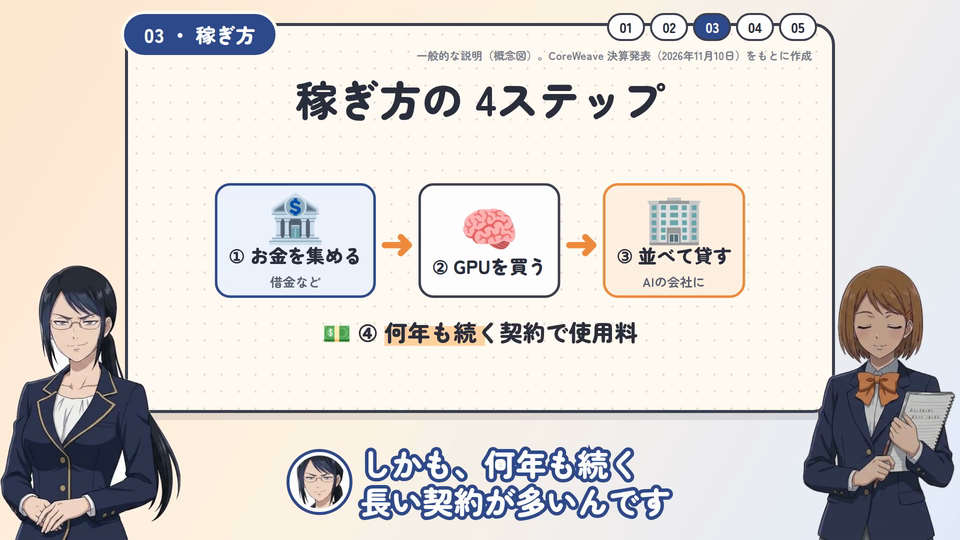 03 ・ 稼ぎ方
01 02 03 04 05
一般的な説明（概念図）。CoreWeave 決算発表（2026年11月10日）をもとに作成
稼ぎ方の 4ステップ
① お金を集める
借金など
② GPUを買う
③ 並べて貸す
AIの会社に
④ 何年も続く契約で使用料
しかも、何年も続く
長い契約が多いんです